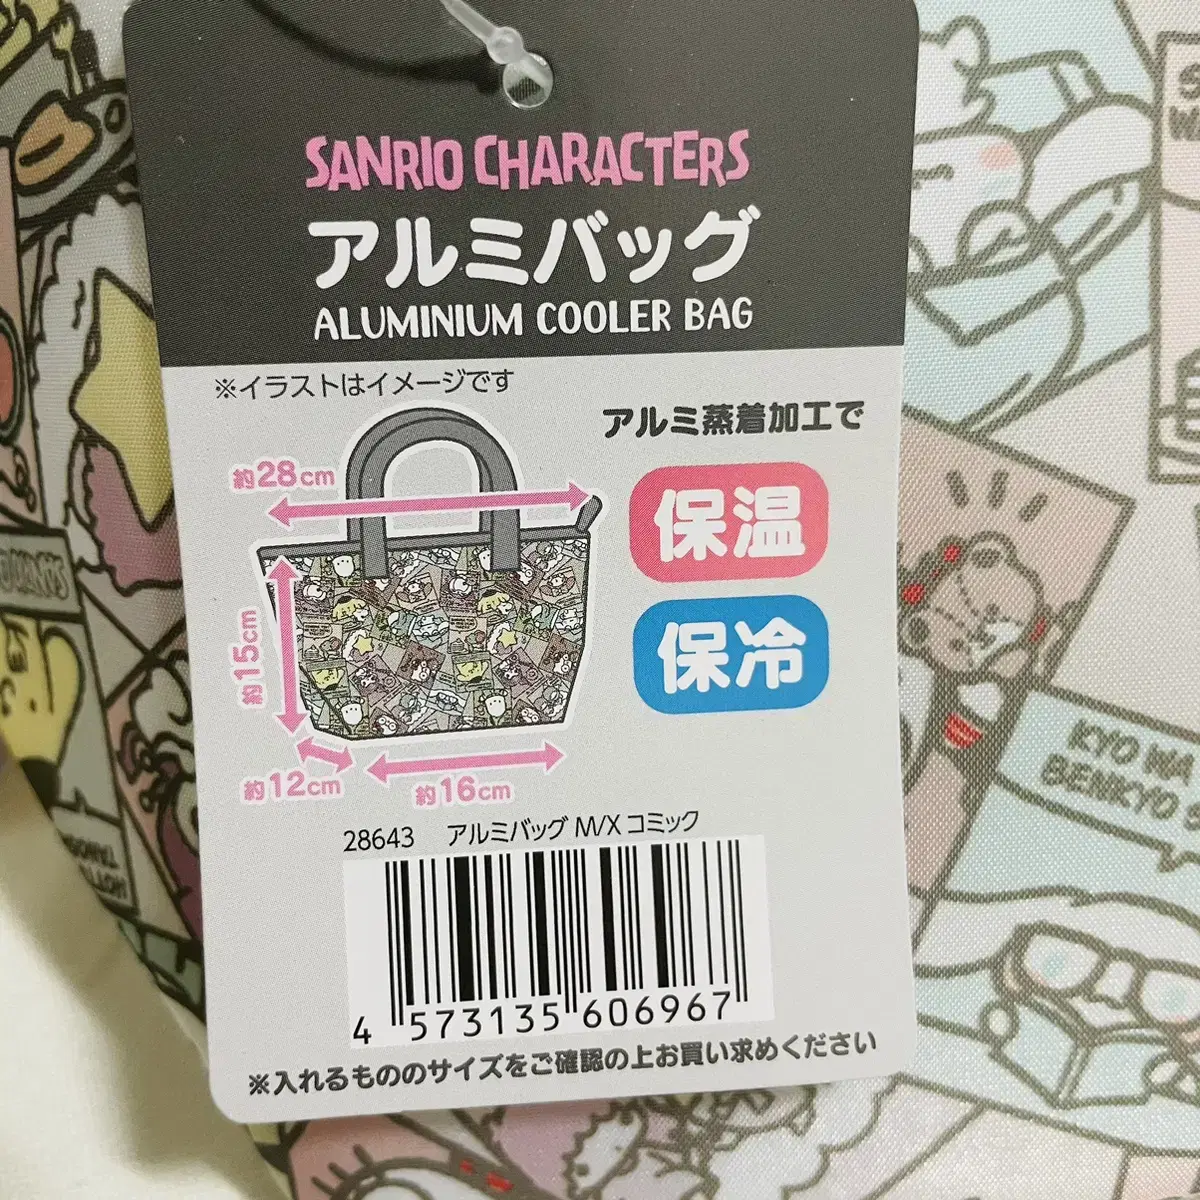 SANRIO CHARACTERS
アルミバッグ
ALUMINIUM COOLER BAG
※イラストはイメージです
アルミ蒸着加工で
約28cm
保温
保冷
約15cm
約12cm
約16cm
28643 アルミバッグ M/X コミック
4 573135 606967
※入れるもののサイズをご確認の上お買い求めください
KYO WA
BENKYO